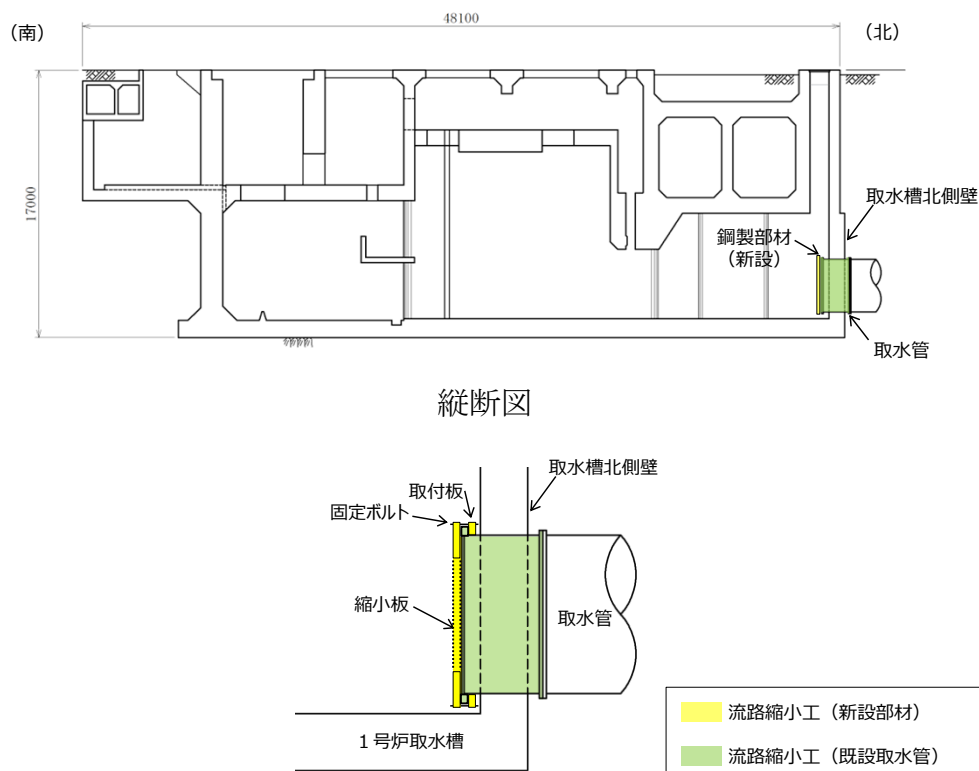 48100
(南)
(北)
17000
取水槽北側壁
鋼製部材
(新設)
取水管
縦断図
取水槽北側壁
取付板
固定ボルト
縮小板
取水管
1号炉取水槽
流路縮小工(新設部材)
流路縮小工(既設取水管)